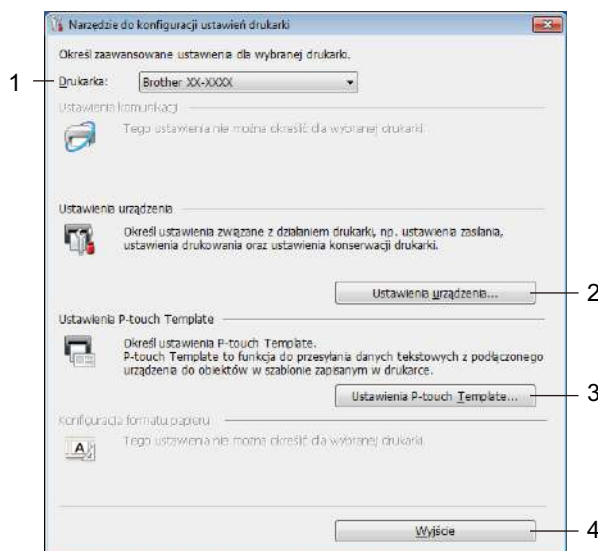 Narzędzie do konfiguracji ustawień drukarki
Określ zaawansowane ustawienia dla wybranej drukarki.
1
Drukarka: Brother XX-XXXX
Ustawienia komunikacji
Tego ustawienia nie można określić dla wybranej drukarki.
Ustawienia urządzenia
Określ ustawienia związane z działaniem drukarki, np. ustawienia zasilania,
ustawienia drukowania oraz ustawienia konserwacji drukarki.
Ustawienia urządzenia... 2
Ustawienia P-touch Template
Określ ustawienia P-touch Template.
P-touch Template to funkcja do przesyłania danych tekstowych z podłączonego
urządzenia do obiektów w szablonie zapisanym w drukarce.
Ustawienia P-touch Template... 3
Konfiguracja formatu papieru
Tego ustawienia nie można określić dla wybranej drukarki.
A
Wyjście 4